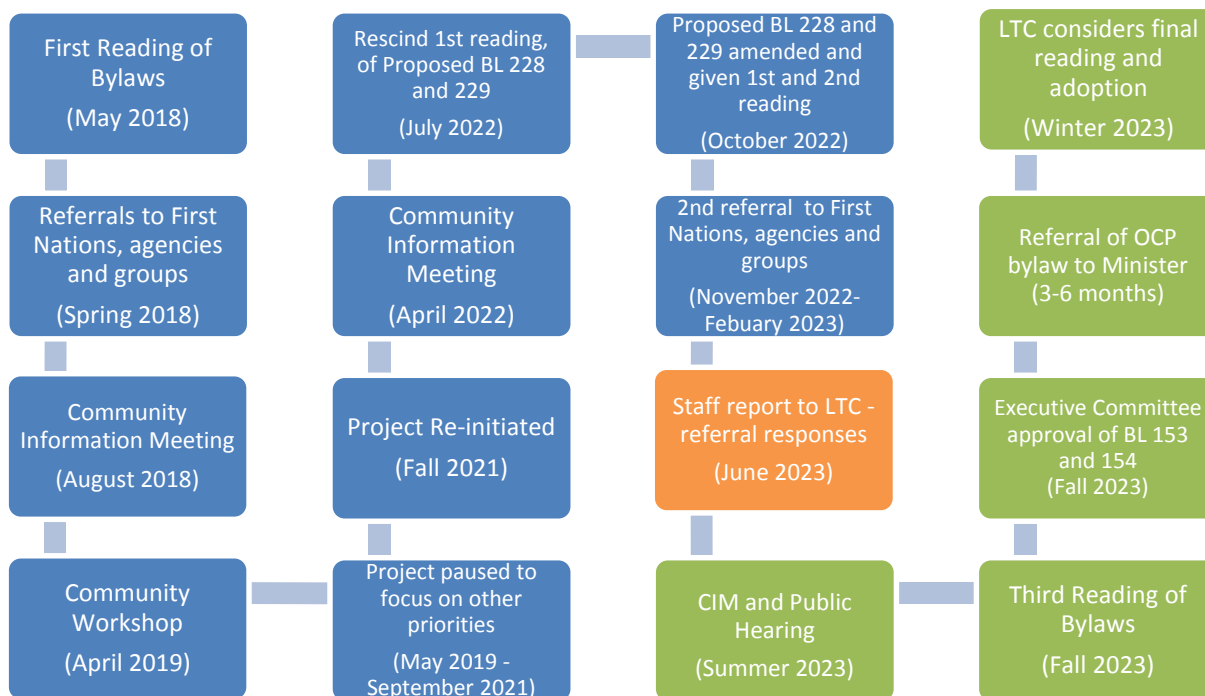 First Reading of
Bylaws
(May 2018)
Referrals to First
Nations, agencies
and groups
(Spring 2018)
Community
Information Meeting
(August 2018)
Community
Workshop
(April 2019)
Project paused to
focus on other
priorities
(May 2019 -
September 2021)
Project Re-initiated
(Fall 2021)
Community
Information
Meeting
(April 2022)
Rescind 1st reading,
of Proposed BL 228
and 229
(July 2022)
Proposed BL 228 and
229 amended and
given 1st and 2nd
reading
(October 2022)
2nd referral to First
Nations, agencies and
groups
(November 2022-
Febuary 2023)
Staff report to LTC -
referral responses
(June 2023)
CIM and Public
Hearing
(Summer 2023)
Third Reading of
Bylaws
(Fall 2023)
Executive Committee
approval of BL 153
and 154
(Fall 2023)
Referral of OCP
bylaw to Minister
(3-6 months)
LTC considers final
reading and
adoption
(Winter 2023)